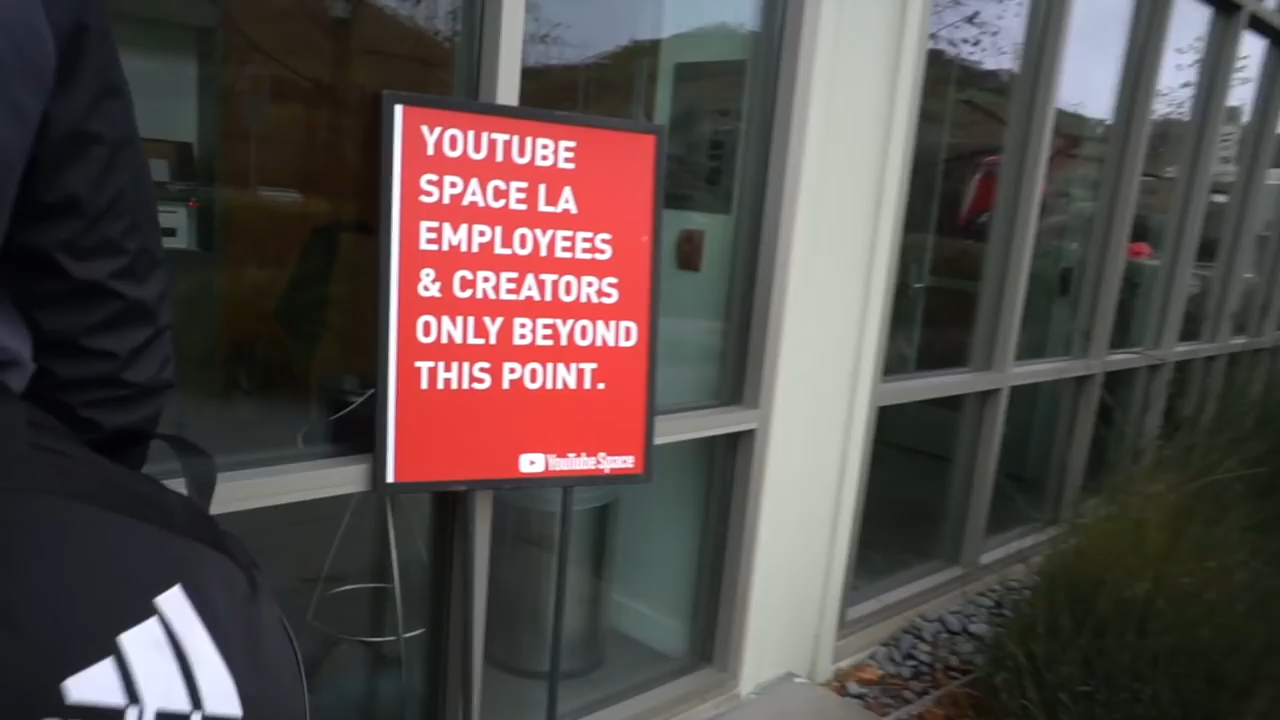 YOUTUBE
SPACE LA
EMPLOYEES
& CREATORS
ONLY BEYOND
THIS POINT.
YouTube Space